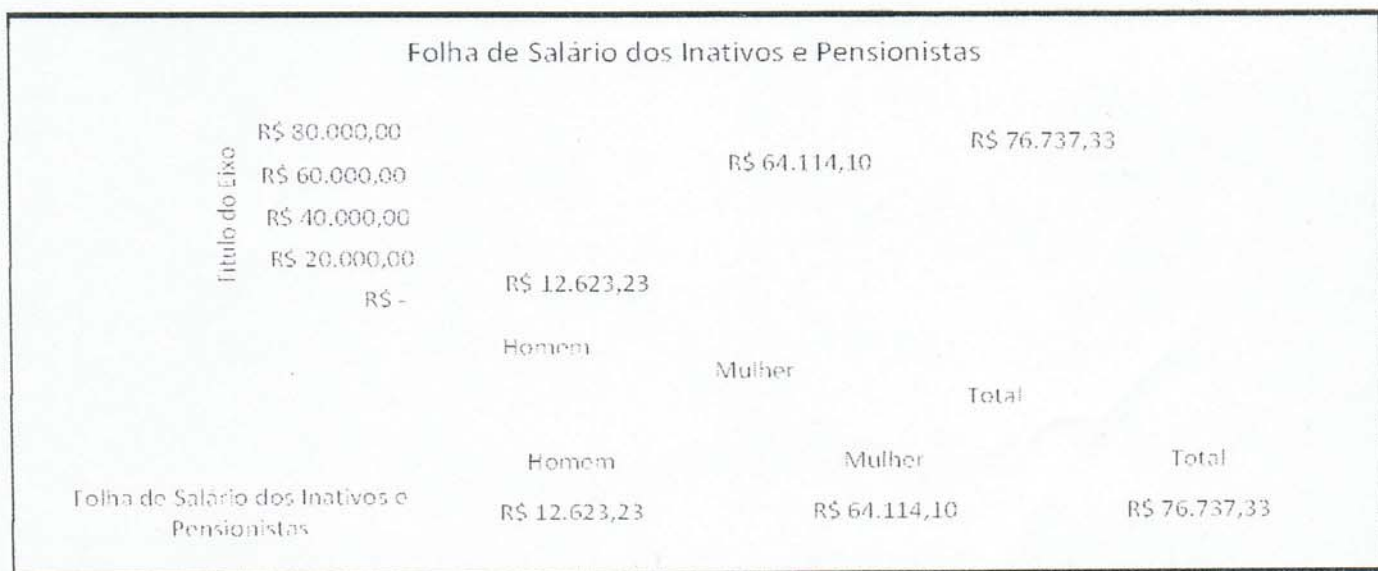 Folha de Salário dos Inativos e Pensionistas
Título do Eixo
R$ 80.000,00
R$ 60.000,00
R$ 40.000,00
R$ 20.000,00
R$ -
R$ 12.623,23
R$ 64.114,10
R$ 76.737,33
Homem
Mulher
Total
Homem Mulher Total
Folha de Salário dos Inativos e
Pensionistas
R$ 12.623,23 R$ 64.114,10 R$ 76.737,33